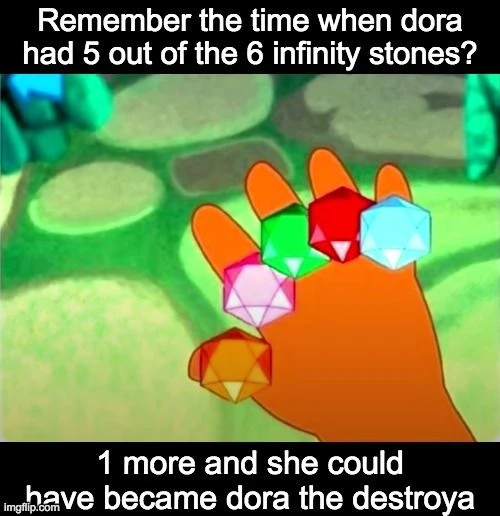 Remember the time when dora
had 5 out of the 6 infinity stones?
1 more and she could
have became dora the destroya
imgflip.com